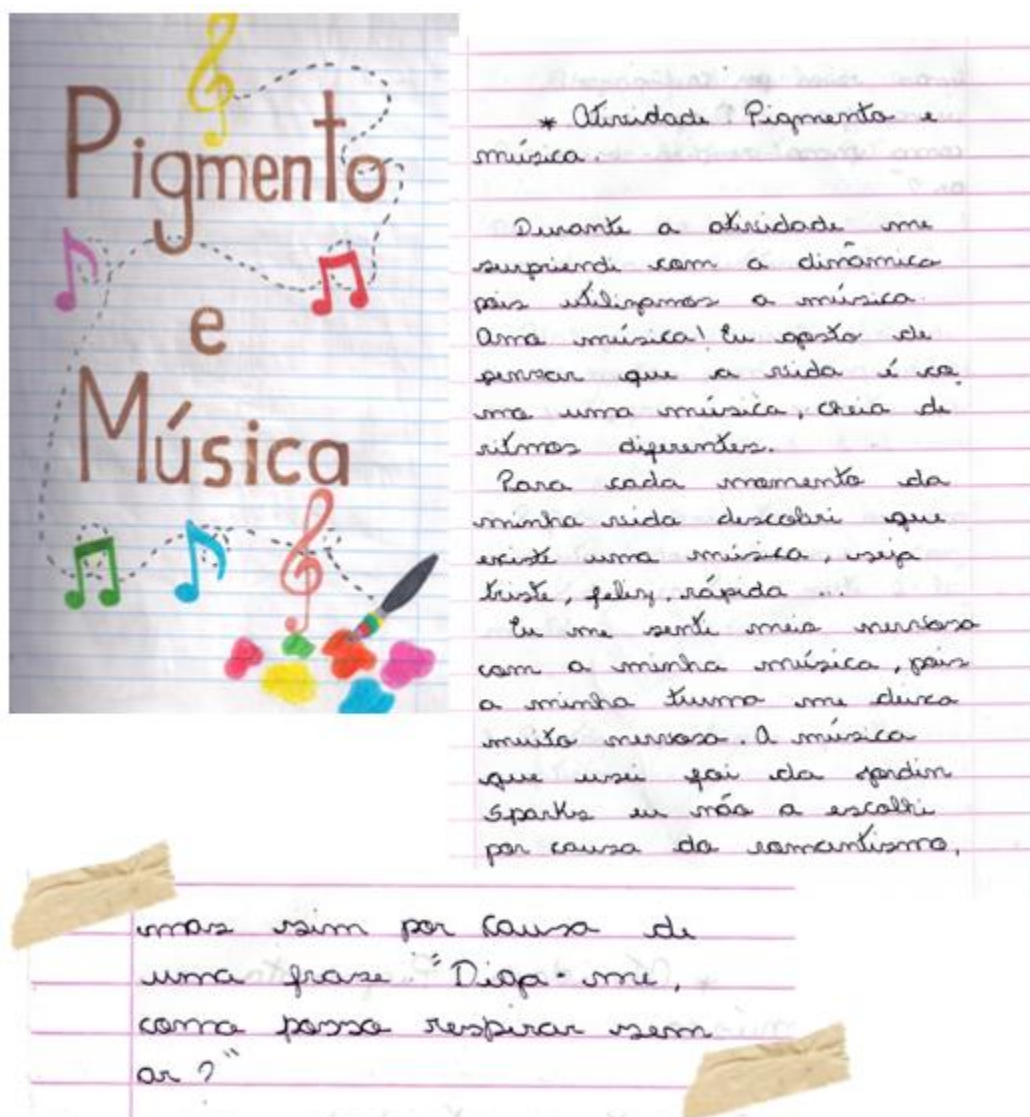 Pigmento
e
Música
* Atividade Pigmento e
música.
Durante a atividade me
surpriendi com a dinâmica
pois utilizamos a música.
Amo música! Eu gosto de
pensar que a vida é co
mo uma música, cheia de
ritmos diferentes.
Para cada momento da
minha vida descobri que
existe uma música, seja
triste, feliz, rápida ...
Eu me senti meio nervosa
com a minha música, pois
a minha turma me deixa
muito nervosa. A música
que usei foi da jordin
sparks eu não a escolhi
por causa do romantismo,
mas sim por causa de
uma frase "Diga-me,
como posso respirar sem
ar?"